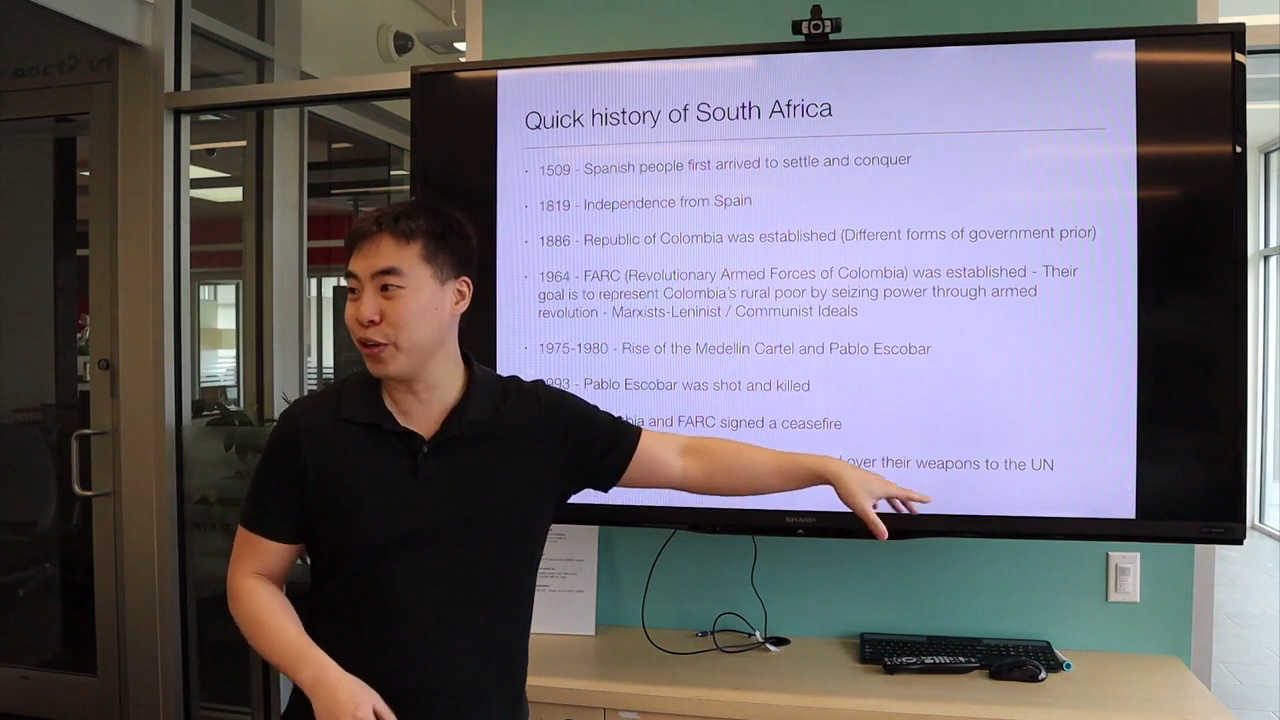 Quick history of South Africa
1509 - Spanish people first arrived to settle and conquer
1819 - Independence from Spain
1886 - Republic of Colombia was established (Different forms of government prior)
1964 - FARC (Revolutionary Armed Forces of Colombia) was established - Their
goal is to represent Colombia's rural poor by seizing power through armed
revolution - Marxists-Leninist / Communist Ideals
1975-1980 - Rise of the Medellin Cartel and Pablo Escobar
- Pablo Escobar was shot and killed
and FARC signed a ceasefire
over their weapons to the UN
SHARP